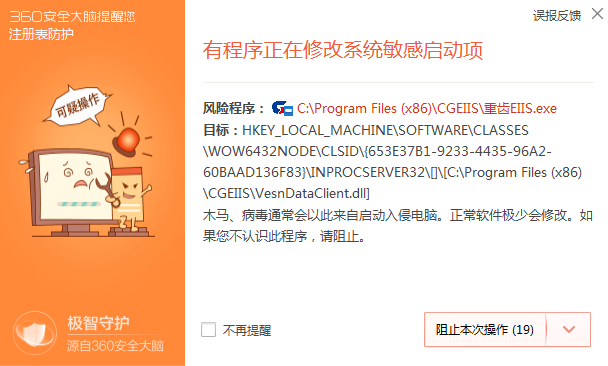 360安全大脑提醒您
注册表防护
误报反馈
有程序正在修改系统敏感启动项
可疑操作
风险程序： C:\Program Files (x86)\CGEIIS\重齿EIIS.exe
目标：HKEY_LOCAL_MACHINE\SOFTWARE\CLASSES
\WOW6432NODE\CLSID\{653E37B1-9233-4435-96A2-
60BAAD136F83}\INPROCSERVER32\[]\[C:\Program Files (x86)
\CGEIIS\VesnDataClient.dll]
木马、病毒通常会以此来自启动入侵电脑。正常软件极少会修改。如
果您不认识此程序，请阻止。
极智守护
源自360安全大脑
不再提醒
阻止本次操作 (19)